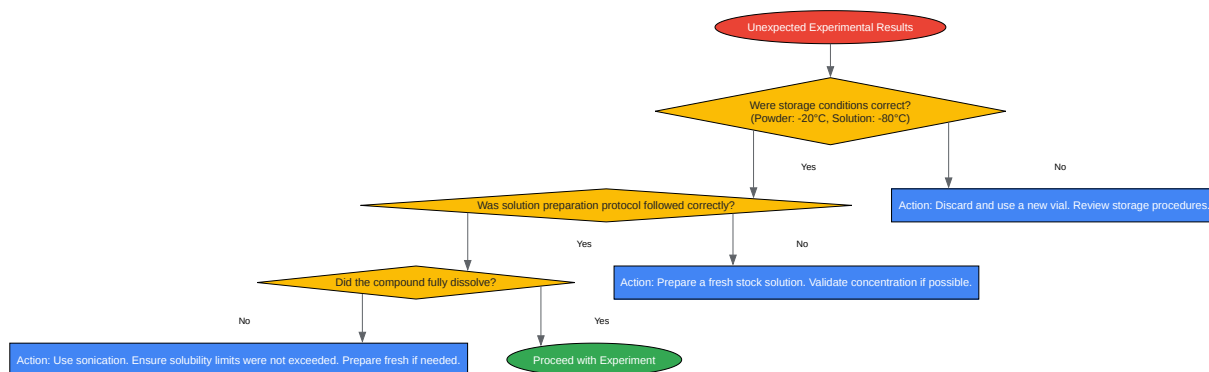 Unexpected Experimental Results
Were storage conditions correct?
(Powder: -20°C, Solution: -80°C)
Yes
No
Was solution preparation protocol followed correctly?
Action: Discard and use a new vial. Review storage procedures.
Yes
No
Did the compound fully dissolve?
Action: Prepare a fresh stock solution. Validate concentration if possible.
No
Yes
Action: Use sonication. Ensure solubility limits were not exceeded. Prepare fresh if needed.
Proceed with Experiment